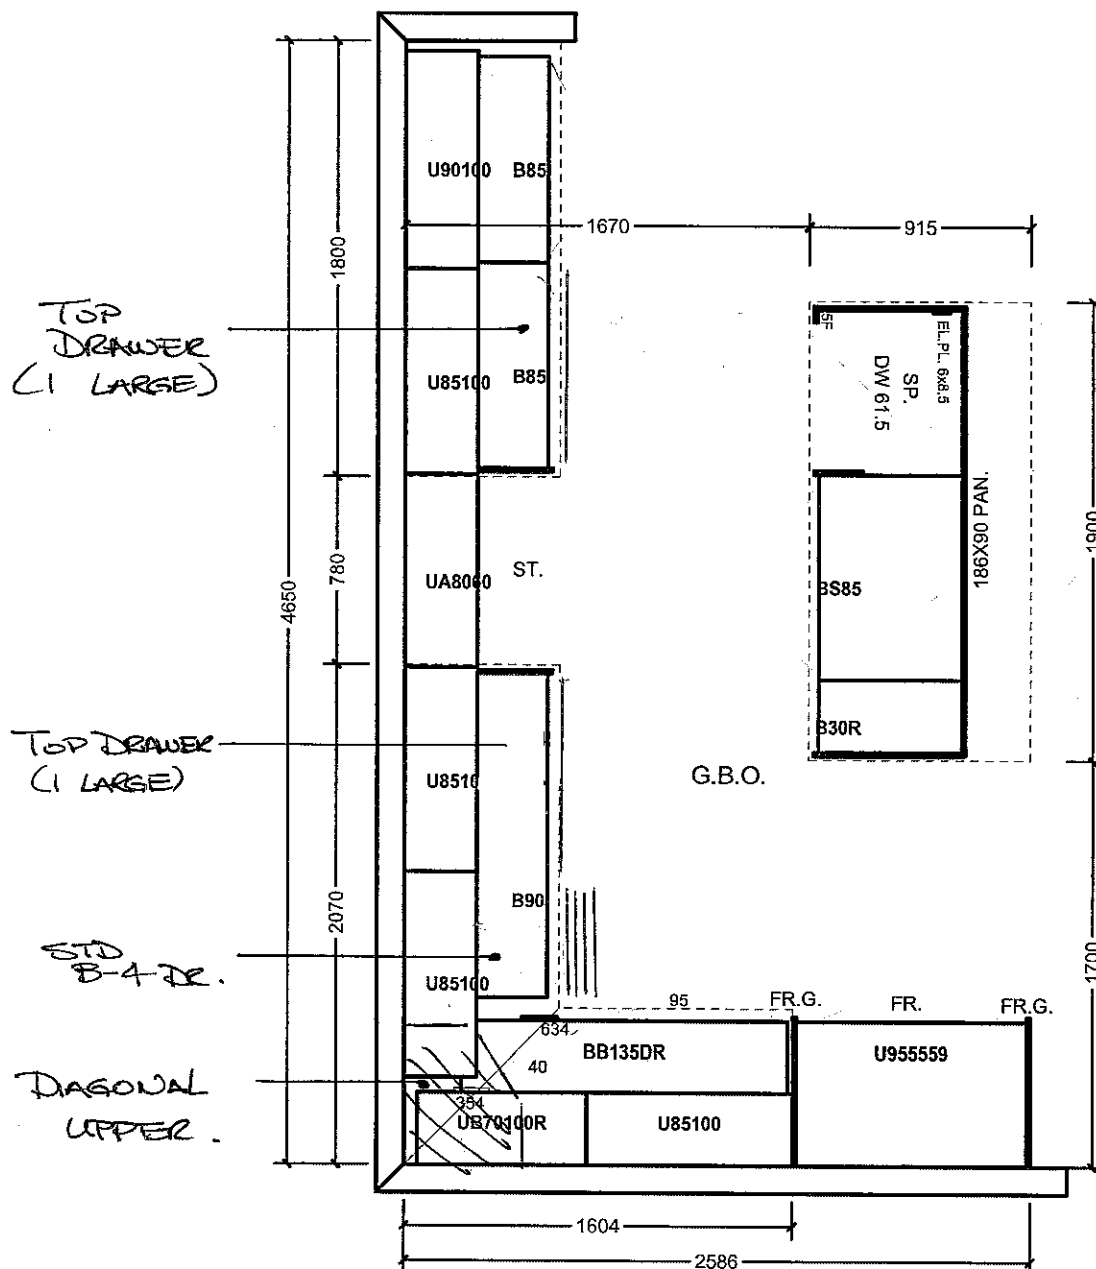 U90100 B85
1670 915
1800
TOP
DRAWER
(1 LARGE)
5F
EL.PL. 6x8.5
SP.
DW 61.5
U85100 B85
186X90 PAN.
1900
780
4650
UA8060 ST.
BS85
B30R
TOP DRAWER
(1 LARGE)
U8510
G.B.O.
2070
B90
STD
B-4 DR.
U85100
1700
95 FR.G. FR. FR.G.
634
BB135DR U955559
40
DIAGONAL
UPPER.
354
UB70100R U85100
1604
2586